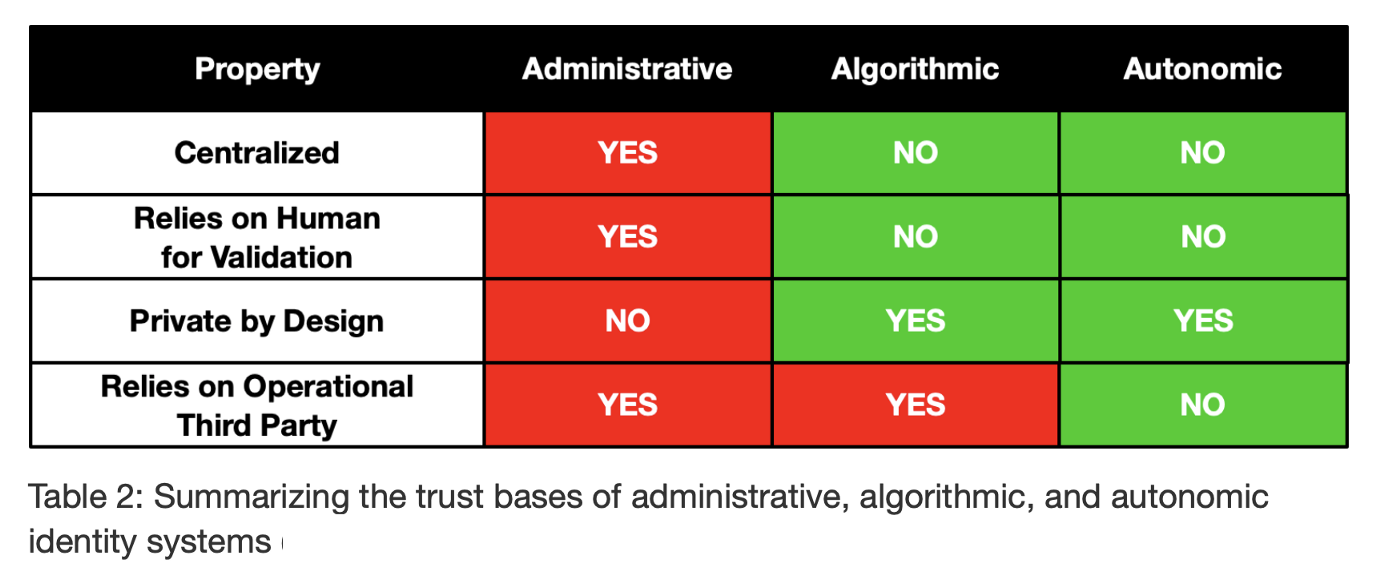 Property Administrative Algorithmic Autonomic
Centralized YES NO NO
Relies on Human
for Validation YES NO NO
Private by Design NO YES YES
Relies on Operational
Third Party YES YES NO
Table 2: Summarizing the trust bases of administrative, algorithmic, and autonomic
identity systems